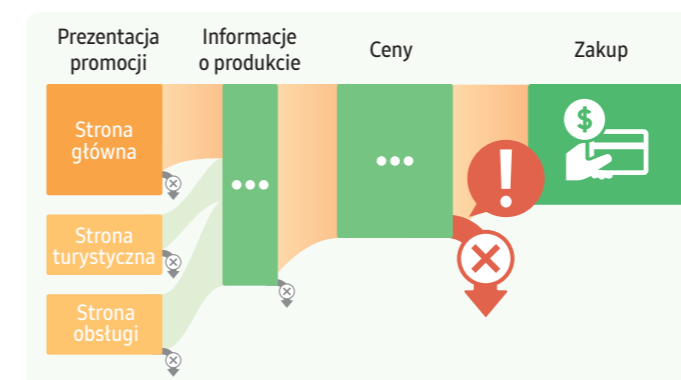 Prezentacja
promocji
Informacje
o produkcie
Ceny
Zakup
Strona
główna
$
•••
•••
!
Strona
turystyczna
Strona
obsługi